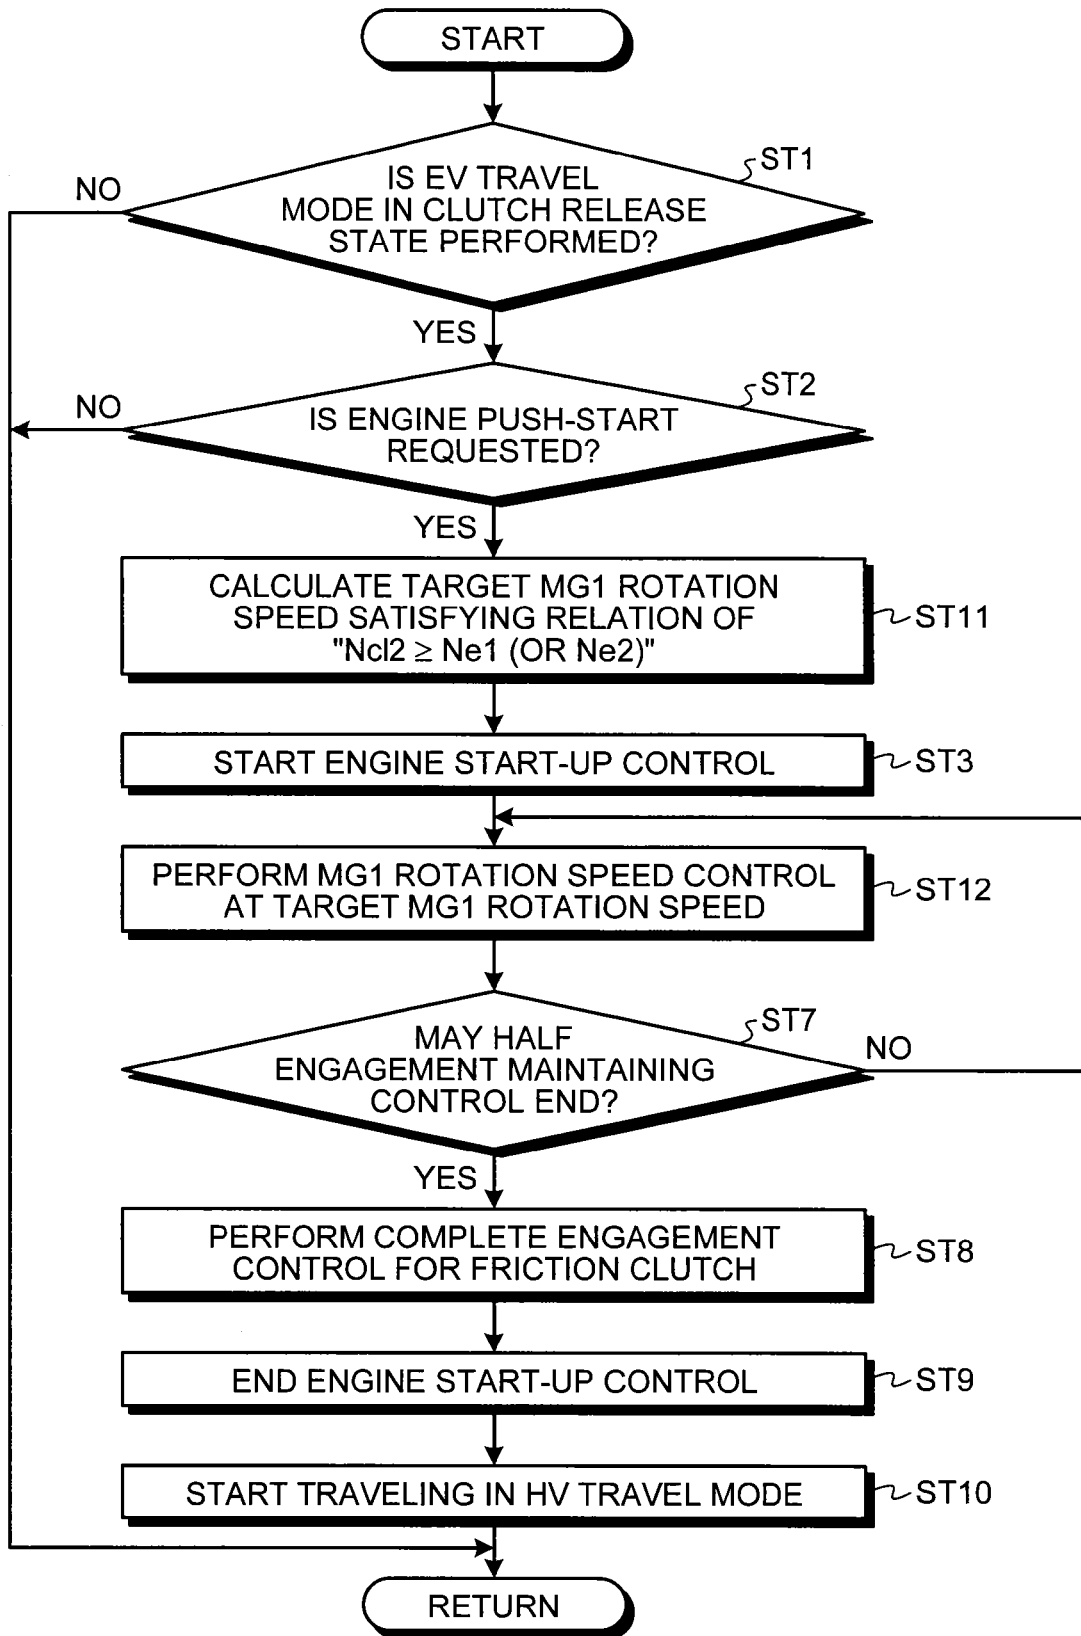 START
IS EV TRAVEL
MODE IN CLUTCH RELEASE
STATE PERFORMED?
ST1
NO
YES
IS ENGINE PUSH-START
REQUESTED?
ST2
NO
YES
CALCULATE TARGET MG1 ROTATION
SPEED SATISFYING RELATION OF
"Ncl2 ≥ Ne1 (OR Ne2)"
ST11
START ENGINE START-UP CONTROL
ST3
PERFORM MG1 ROTATION SPEED CONTROL
AT TARGET MG1 ROTATION SPEED
ST12
MAY HALF
ENGAGEMENT MAINTAINING
CONTROL END?
ST7
NO
YES
PERFORM COMPLETE ENGAGEMENT
CONTROL FOR FRICTION CLUTCH
ST8
END ENGINE START-UP CONTROL
ST9
START TRAVELING IN HV TRAVEL MODE
ST10
RETURN